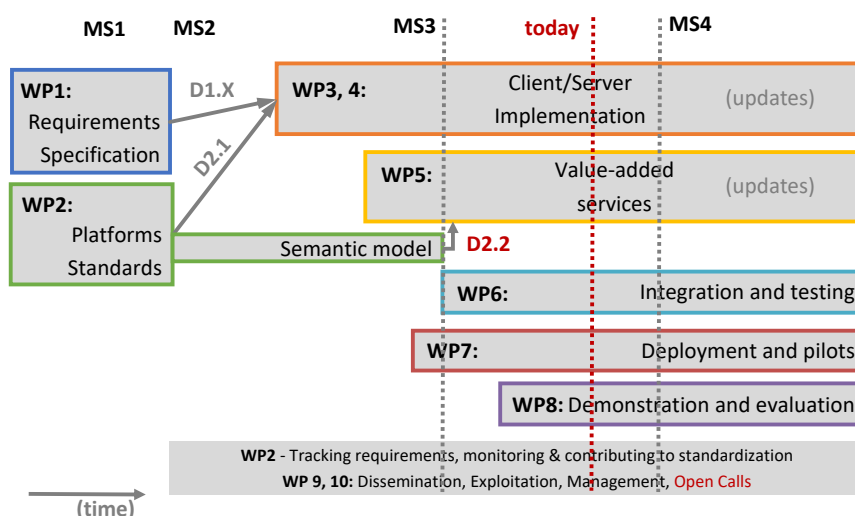 MS1
MS2
MS3
today
MS4
WP1:
Requirements
Specification
D1.X
WP3, 4:
Client/Server
Implementation
(updates)
D2.1
WP5:
Value-added
services
(updates)
WP2:
Platforms
Standards
Semantic model
D2.2
WP6:
Integration and testing
WP7:
Deployment and pilots
WP8: Demonstration and evaluation
WP2 - Tracking requirements, monitoring & contributing to standardization
WP 9, 10: Dissemination, Exploitation, Management, Open Calls
(time)